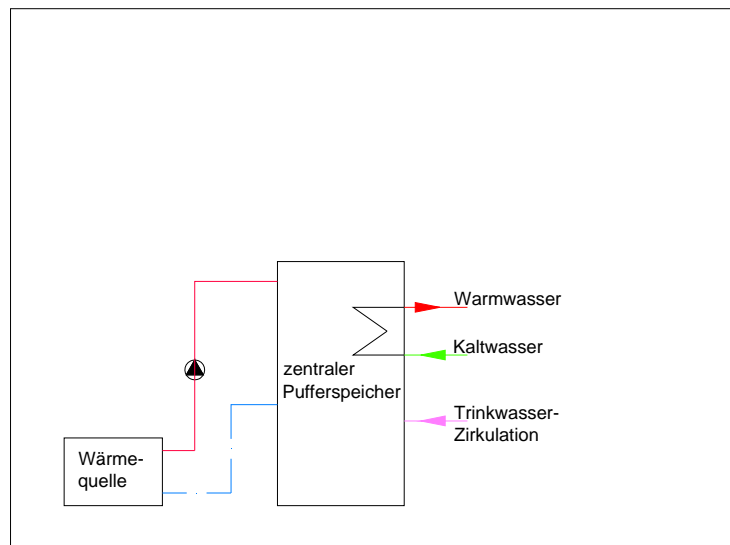 Warmwasser
Kaltwasser
zentraler
Pufferspeicher
Trinkwasser-
Zirkulation
Wärme-
quelle